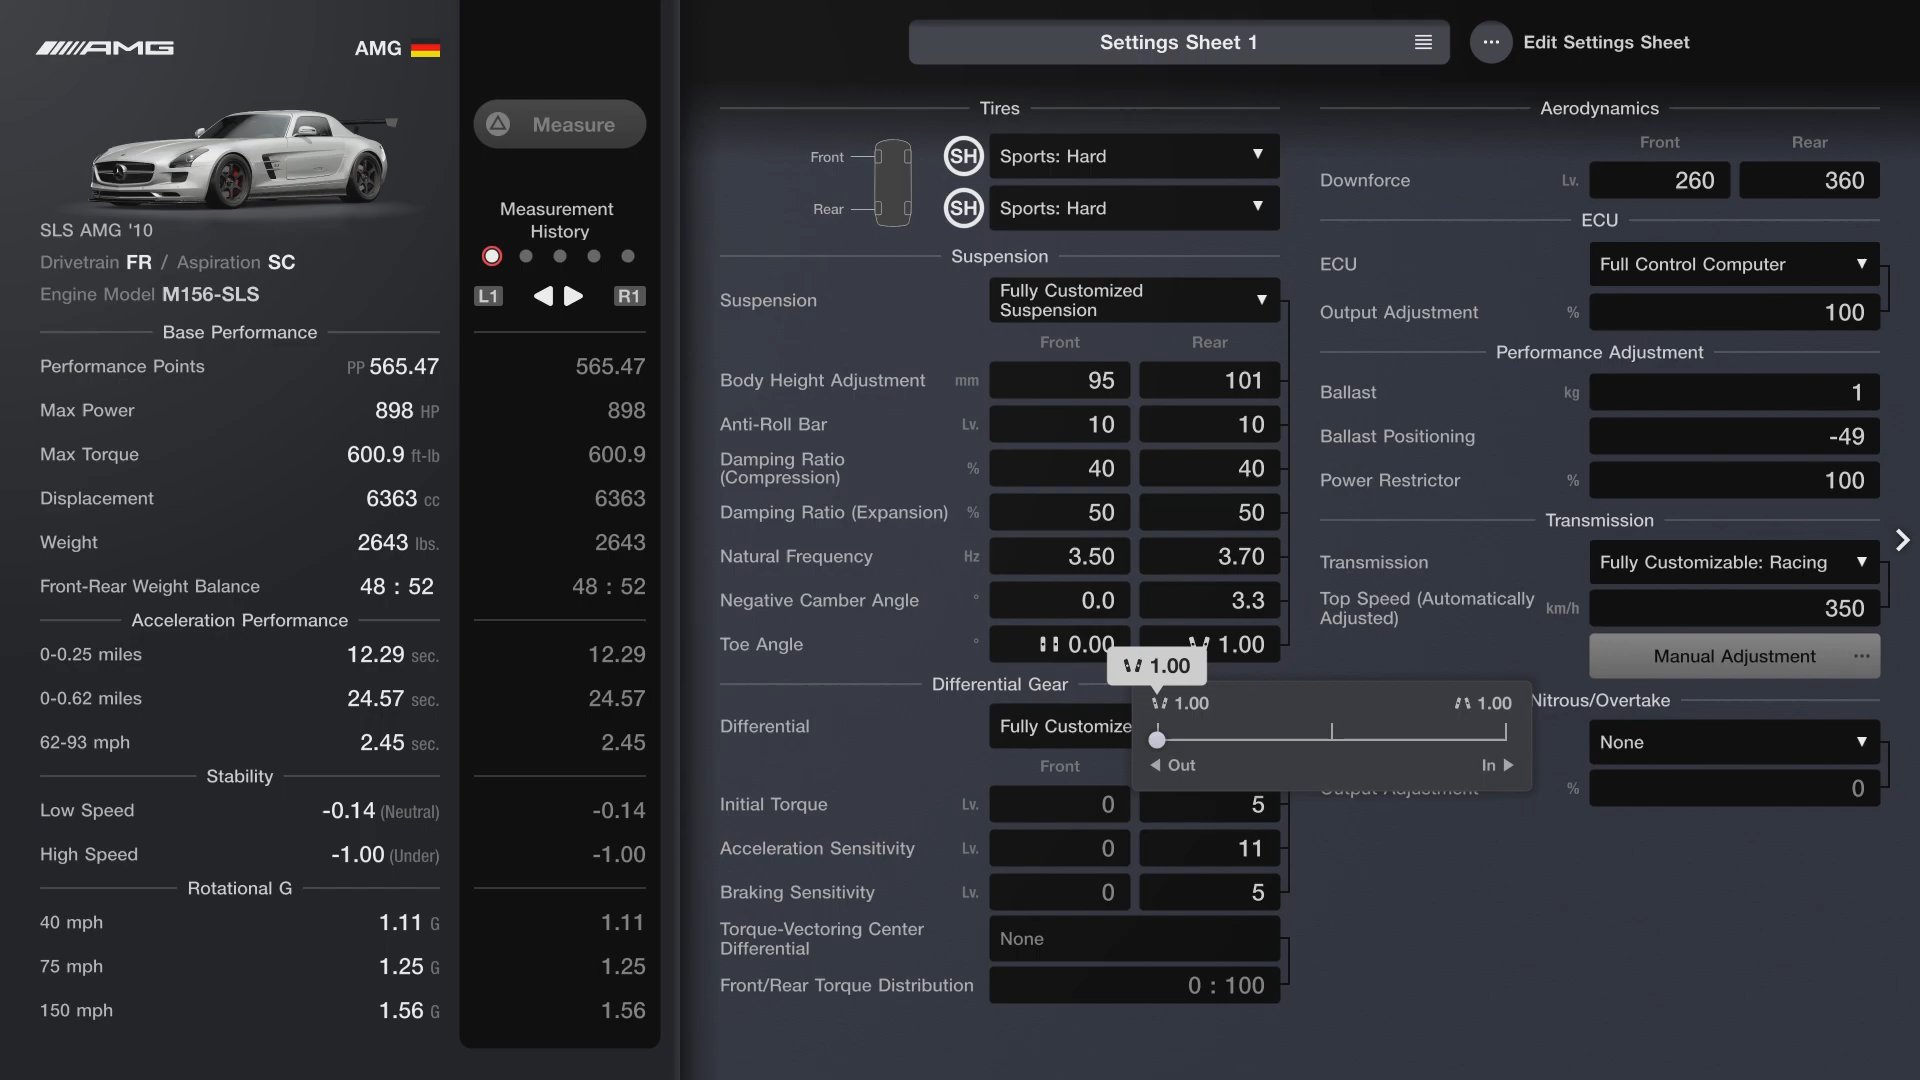 AMG
AMG
SLS AMG '10
Drivetrain FR / Aspiration SC
Engine Model M156-SLS
Base Performance
Performance Points PP 565.47
Max Power 898 HP
Max Torque 600.9 ft-lb
Displacement 6363 cc
Weight 2643 lbs.
Front-Rear Weight Balance 48 : 52
Acceleration Performance
0-0.25 miles 12.29 sec.
0-0.62 miles 24.57 sec.
62-93 mph 2.45 sec.
Stability
Low Speed -0.14 (Neutral)
High Speed -1.00 (Under)
Rotational G
40 mph 1.11 G
75 mph 1.25 G
150 mph 1.56 G
Measure
Measurement
History
L1 R1
565.47
898
600.9
6363
2643
48 : 52
12.29
24.57
2.45
-0.14
-1.00
1.11
1.25
1.56
Settings Sheet 1
Edit Settings Sheet
Tires
Front SH Sports: Hard
Rear SH Sports: Hard
Suspension
Suspension Fully Customized
Suspension
Front Rear
Body Height Adjustment mm 95 101
Anti-Roll Bar Lv. 10 10
Damping Ratio
(Compression) % 40 40
Damping Ratio (Expansion) % 50 50
Natural Frequency Hz 3.50 3.70
Negative Camber Angle ° 0.0 3.3
Toe Angle ° 0.00 1.00
1.00
1.00 1.00
Out In
Differential Gear
Differential Fully Customize
Front
Initial Torque Lv. 0 5
Acceleration Sensitivity Lv. 0 11
Braking Sensitivity Lv. 0 5
Torque-Vectoring Center
Differential None
Front/Rear Torque Distribution 0 : 100
Aerodynamics
Front Rear
Downforce Lv. 260 360
ECU
ECU Full Control Computer
Output Adjustment % 100
Performance Adjustment
Ballast kg 1
Ballast Positioning -49
Power Restrictor % 100
Transmission
Transmission Fully Customizable: Racing
Top Speed (Automatically
Adjusted) km/h 350
Manual Adjustment
Nitrous/Overtake
None
Output Adjustment % 0